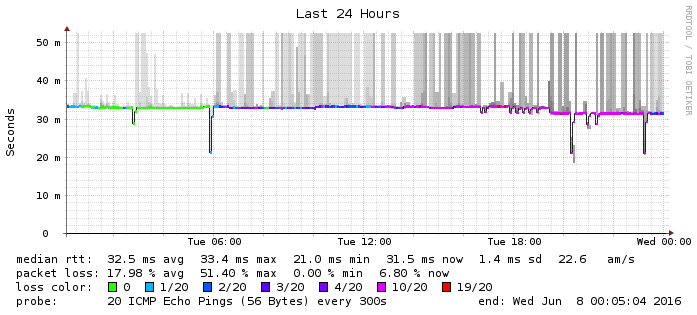 Last 24 Hours
RRDTOOL / TOBI OETIKER
Seconds
50 m
40 m
30 m
20 m
10 m
0
Tue 06:00 Tue 12:00 Tue 18:00 Wed 00:00
median rtt: 32.5 ms avg 33.4 ms max 21.0 ms min 31.5 ms now 1.4 ms sd 22.6 am/s
packet loss: 17.98 % avg 51.40 % max 0.00 % min 6.80 % now
loss color: 0 1/20 2/20 3/20 4/20 10/20 19/20
probe: 20 ICMP Echo Pings (56 Bytes) every 300s end: Wed Jun 8 00:05:04 2016